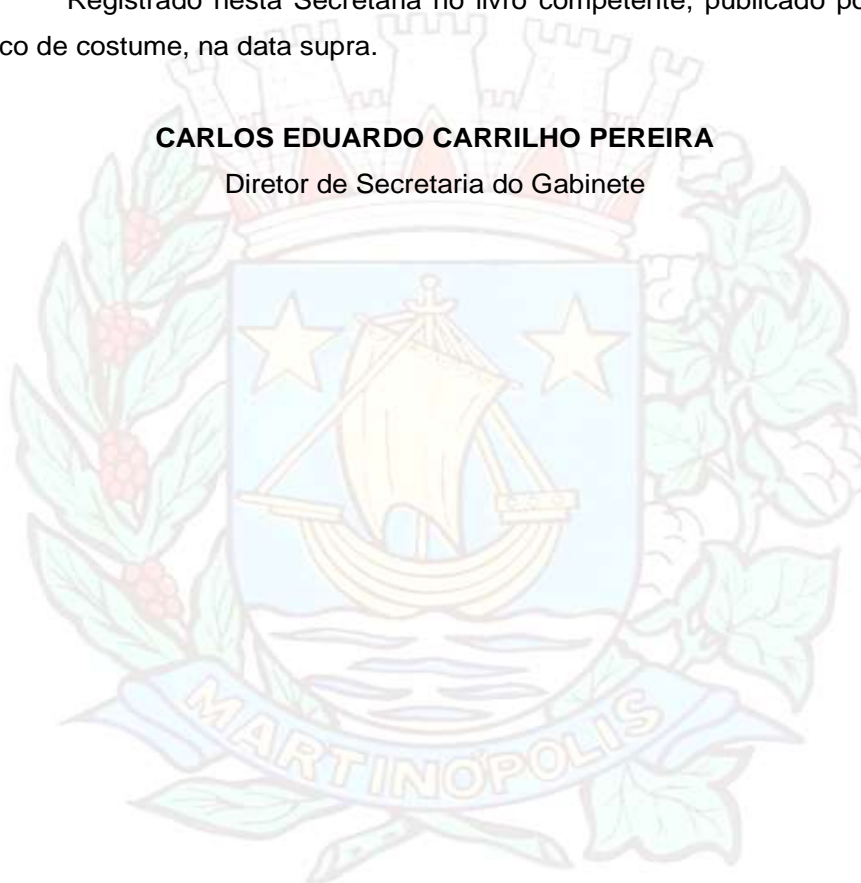 Registrado nesta Secretaria no livro competente, publicado po
co de costume, na data supra.
CARLOS EDUARDO CARRILHO PEREIRA
Diretor de Secretaria do Gabinete
MARTINÓPOLIS